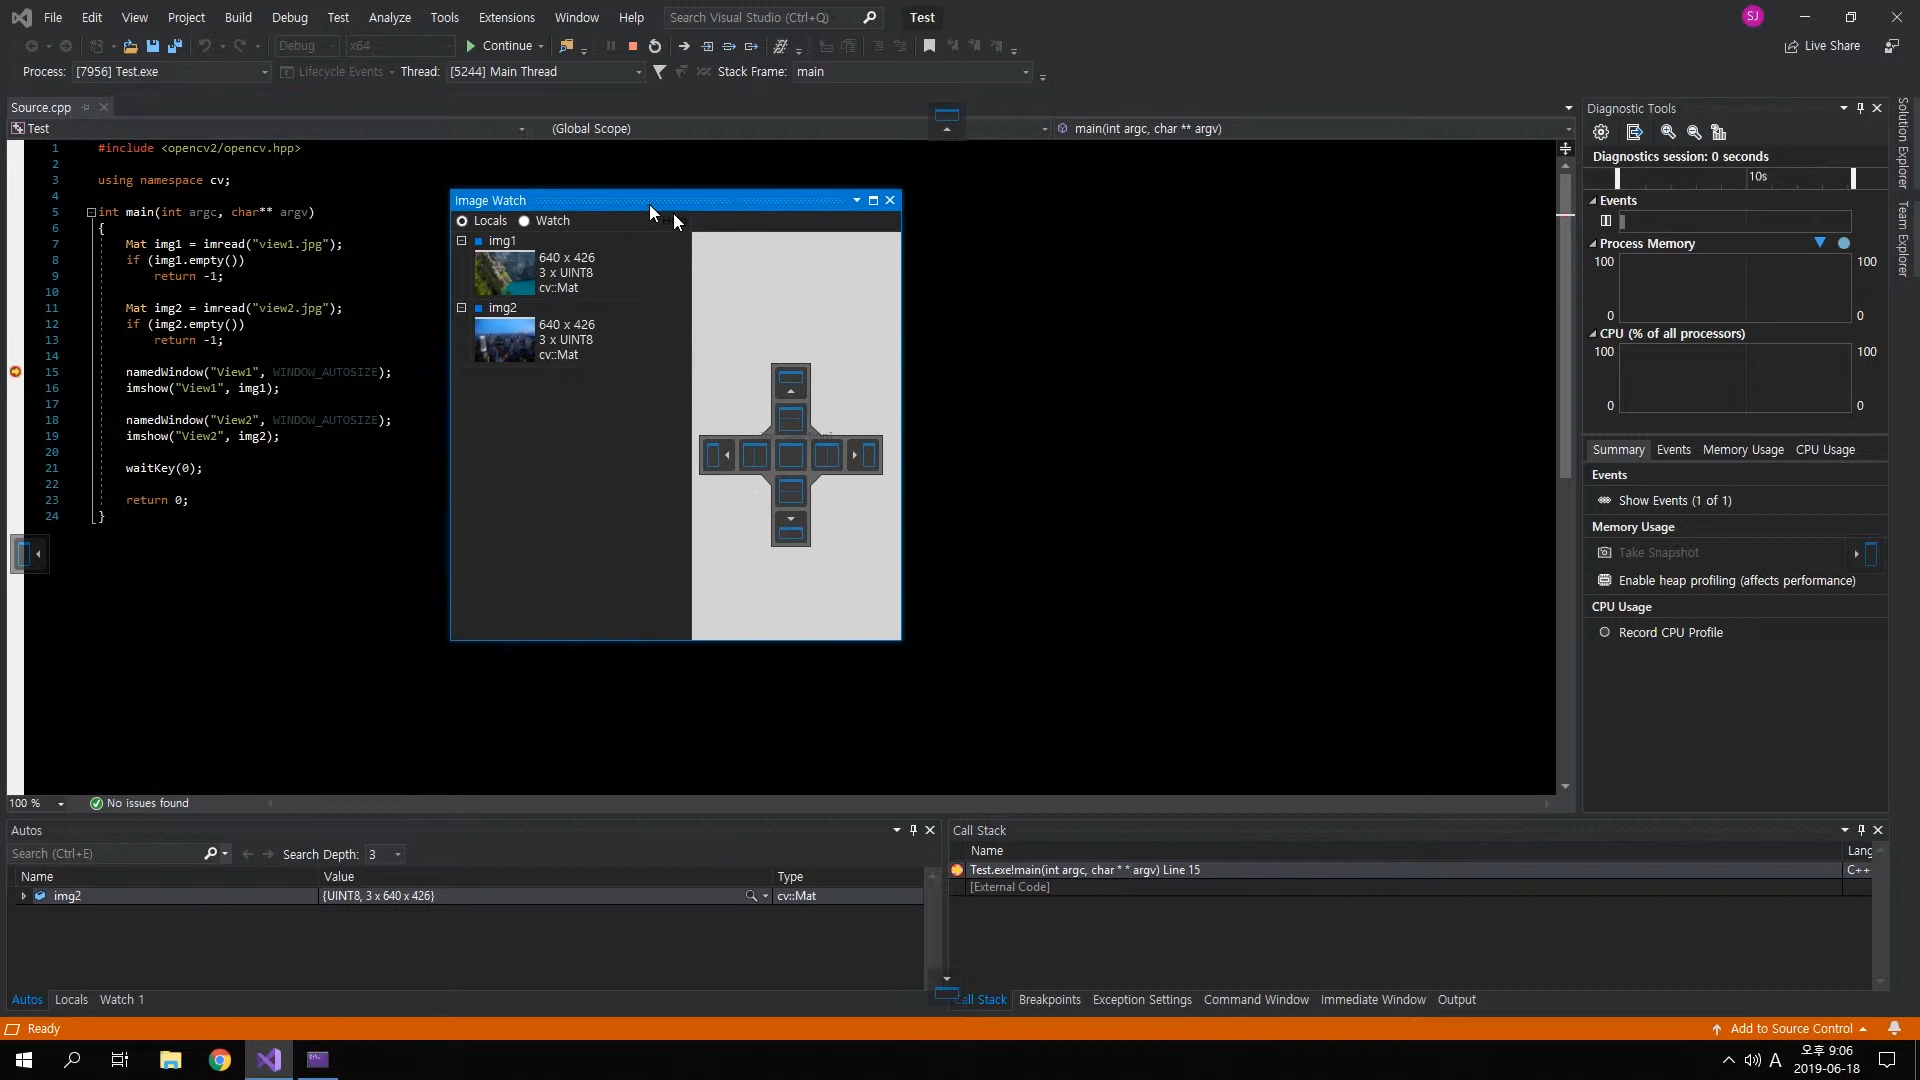 File Edit View Project Build Debug Test Analyze Tools Extensions Window Help Search Visual Studio (Ctrl+Q) Test SJ
Debug x64 Continue Live Share
Process: [7956] Test.exe Lifecycle Events Thread: [5244] Main Thread Stack Frame: main
Source.cpp
Test (Global Scope) main(int argc, char ** argv)
1 #include <opencv2/opencv.hpp>
2
3 using namespace cv;
4
5 int main(int argc, char** argv)
6 {
7 Mat img1 = imread("view1.jpg");
8 if (img1.empty())
9 return -1;
10
11 Mat img2 = imread("view2.jpg");
12 if (img2.empty())
13 return -1;
14
15 namedWindow("View1", WINDOW_AUTOSIZE);
16 imshow("View1", img1);
17
18 namedWindow("View2", WINDOW_AUTOSIZE);
19 imshow("View2", img2);
20
21 waitKey(0);
22
23 return 0;
24 }
Image Watch
Locals Watch
img1
640 x 426
3 x UINT8
cv::Mat
img2
640 x 426
3 x UINT8
cv::Mat
Diagnostic Tools
Diagnostics session: 0 seconds
10s
Events
Process Memory
100 100
0 0
CPU (% of all processors)
100 100
0 0
Summary Events Memory Usage CPU Usage
Events
Show Events (1 of 1)
Memory Usage
Take Snapshot
Enable heap profiling (affects performance)
CPU Usage
Record CPU Profile
Solution Explorer
Team Explorer
100 % No issues found
Autos
Search (Ctrl+E) Search Depth: 3
Name Value Type
img2 {UINT8, 3 x 640 x 426} cv::Mat
Autos Locals Watch 1
Call Stack
Name Lang
Test.exe!main(int argc, char * * argv) Line 15 C++
[External Code]
Call Stack Breakpoints Exception Settings Command Window Immediate Window Output
Ready Add to Source Control
A 오후 9:06
2019-06-18